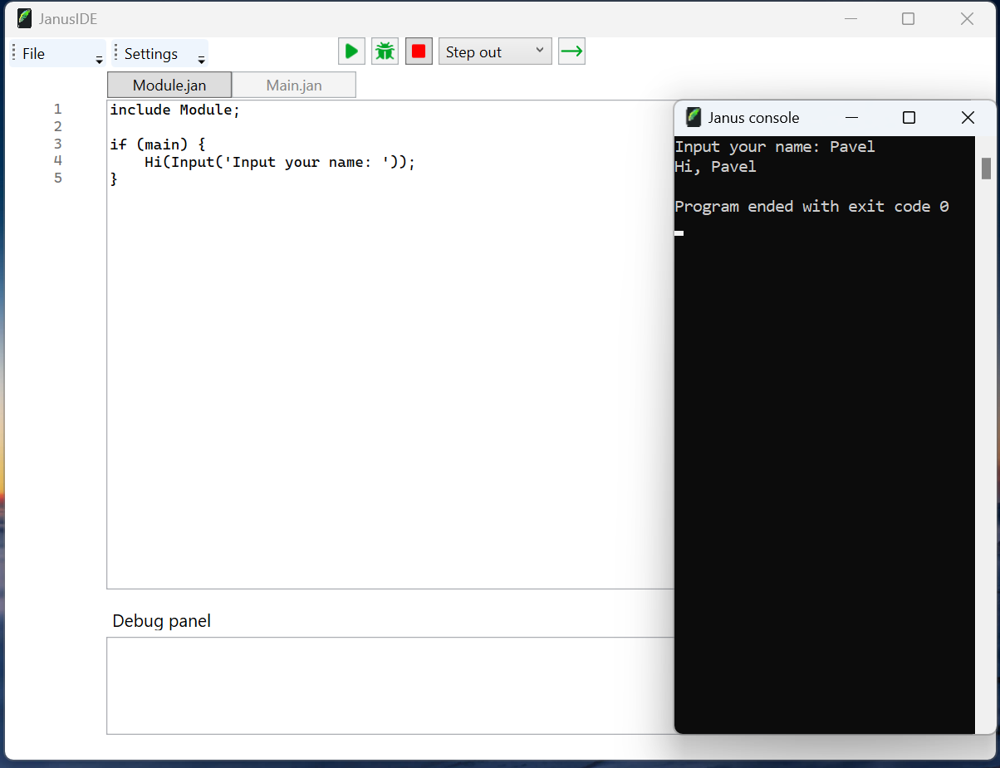 JanusIDE
File
Settings
Step out
Module.jan
Main.jan
1 include Module;
2
3 if (main) {
4     Hi(Input('Input your name: '));
5 }
Debug panel
Janus console
Input your name: Pavel
Hi, Pavel
Program ended with exit code 0